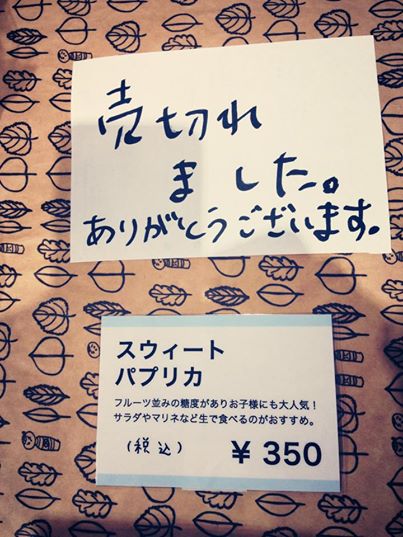 売切れ
ました。
ありがとうございます。
スウィート
パプリカ
フルーツ並みの糖度がありお子様にも大人気！
サラダやマリネなど生で食べるのがおすすめ。
(税込)
¥ 350